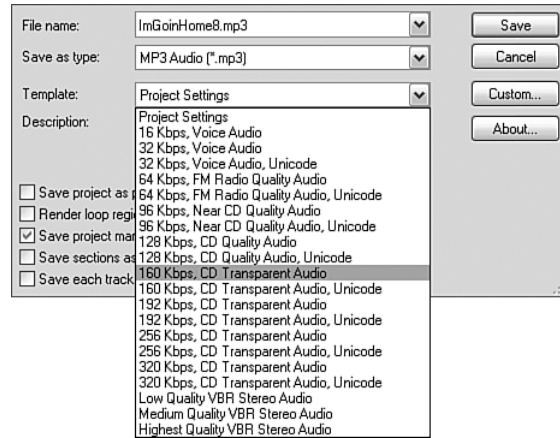 File name: ImGoinHome8.mp3 Save
Save as type: MP3 Audio (*.mp3) Cancel
Template: Project Settings Custom...
Description: About...
Project Settings
16 Kbps, Voice Audio
32 Kbps, Voice Audio
32 Kbps, Voice Audio, Unicode
64 Kbps, FM Radio Quality Audio
64 Kbps, FM Radio Quality Audio, Unicode
96 Kbps, Near CD Quality Audio
96 Kbps, Near CD Quality Audio, Unicode
128 Kbps, CD Quality Audio
128 Kbps, CD Quality Audio, Unicode
160 Kbps, CD Transparent Audio
160 Kbps, CD Transparent Audio, Unicode
192 Kbps, CD Transparent Audio
192 Kbps, CD Transparent Audio, Unicode
256 Kbps, CD Transparent Audio
256 Kbps, CD Transparent Audio, Unicode
320 Kbps, CD Transparent Audio
320 Kbps, CD Transparent Audio, Unicode
Low Quality VBR Stereo Audio
Medium Quality VBR Stereo Audio
Highest Quality VBR Stereo Audio
Save project as
Render loop
Save project
Save sections as
Save each track